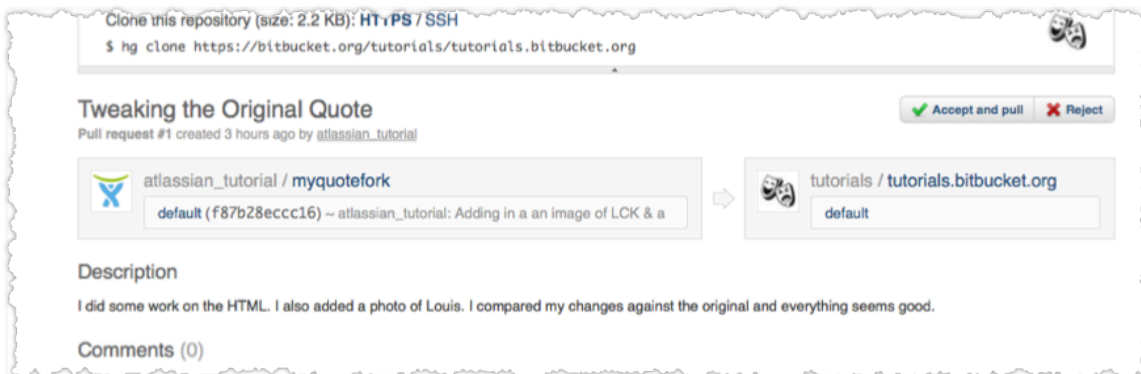 Clone this repository (size: 2.2 KB): HTTPS / SSH
$ hg clone https://bitbucket.org/tutorials/tutorials.bitbucket.org
Tweaking the Original Quote
Accept and pull
Reject
Pull request #1 created 3 hours ago by atlassian_tutorial
atlassian_tutorial / myquotefork
default (f87b28eccc16) ~ atlassian_tutorial: Adding in a an image of LCK & a
tutorials / tutorials.bitbucket.org
default
Description
I did some work on the HTML. I also added a photo of Louis. I compared my changes against the original and everything seems good.
Comments (0)